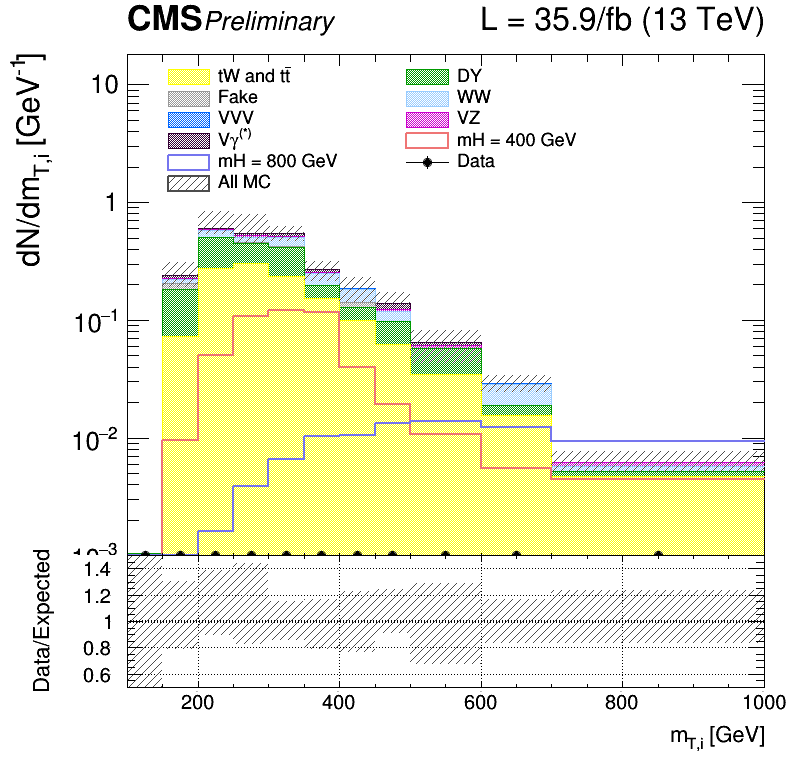 CMS Preliminary L = 35.9/fb (13 TeV)
dN/dm_{T,i} [GeV^{-1}]
tW and tt̄ DY
Fake WW
VVV VZ
Vγ^{(*)} mH = 400 GeV
mH = 800 GeV Data
All MC
10
1
10^{−1}
10^{−2}
10^{−3}
Data/Expected
1.4
1.2
1
0.8
0.6
200 400 600 800 1000
m_{T,i} [GeV]